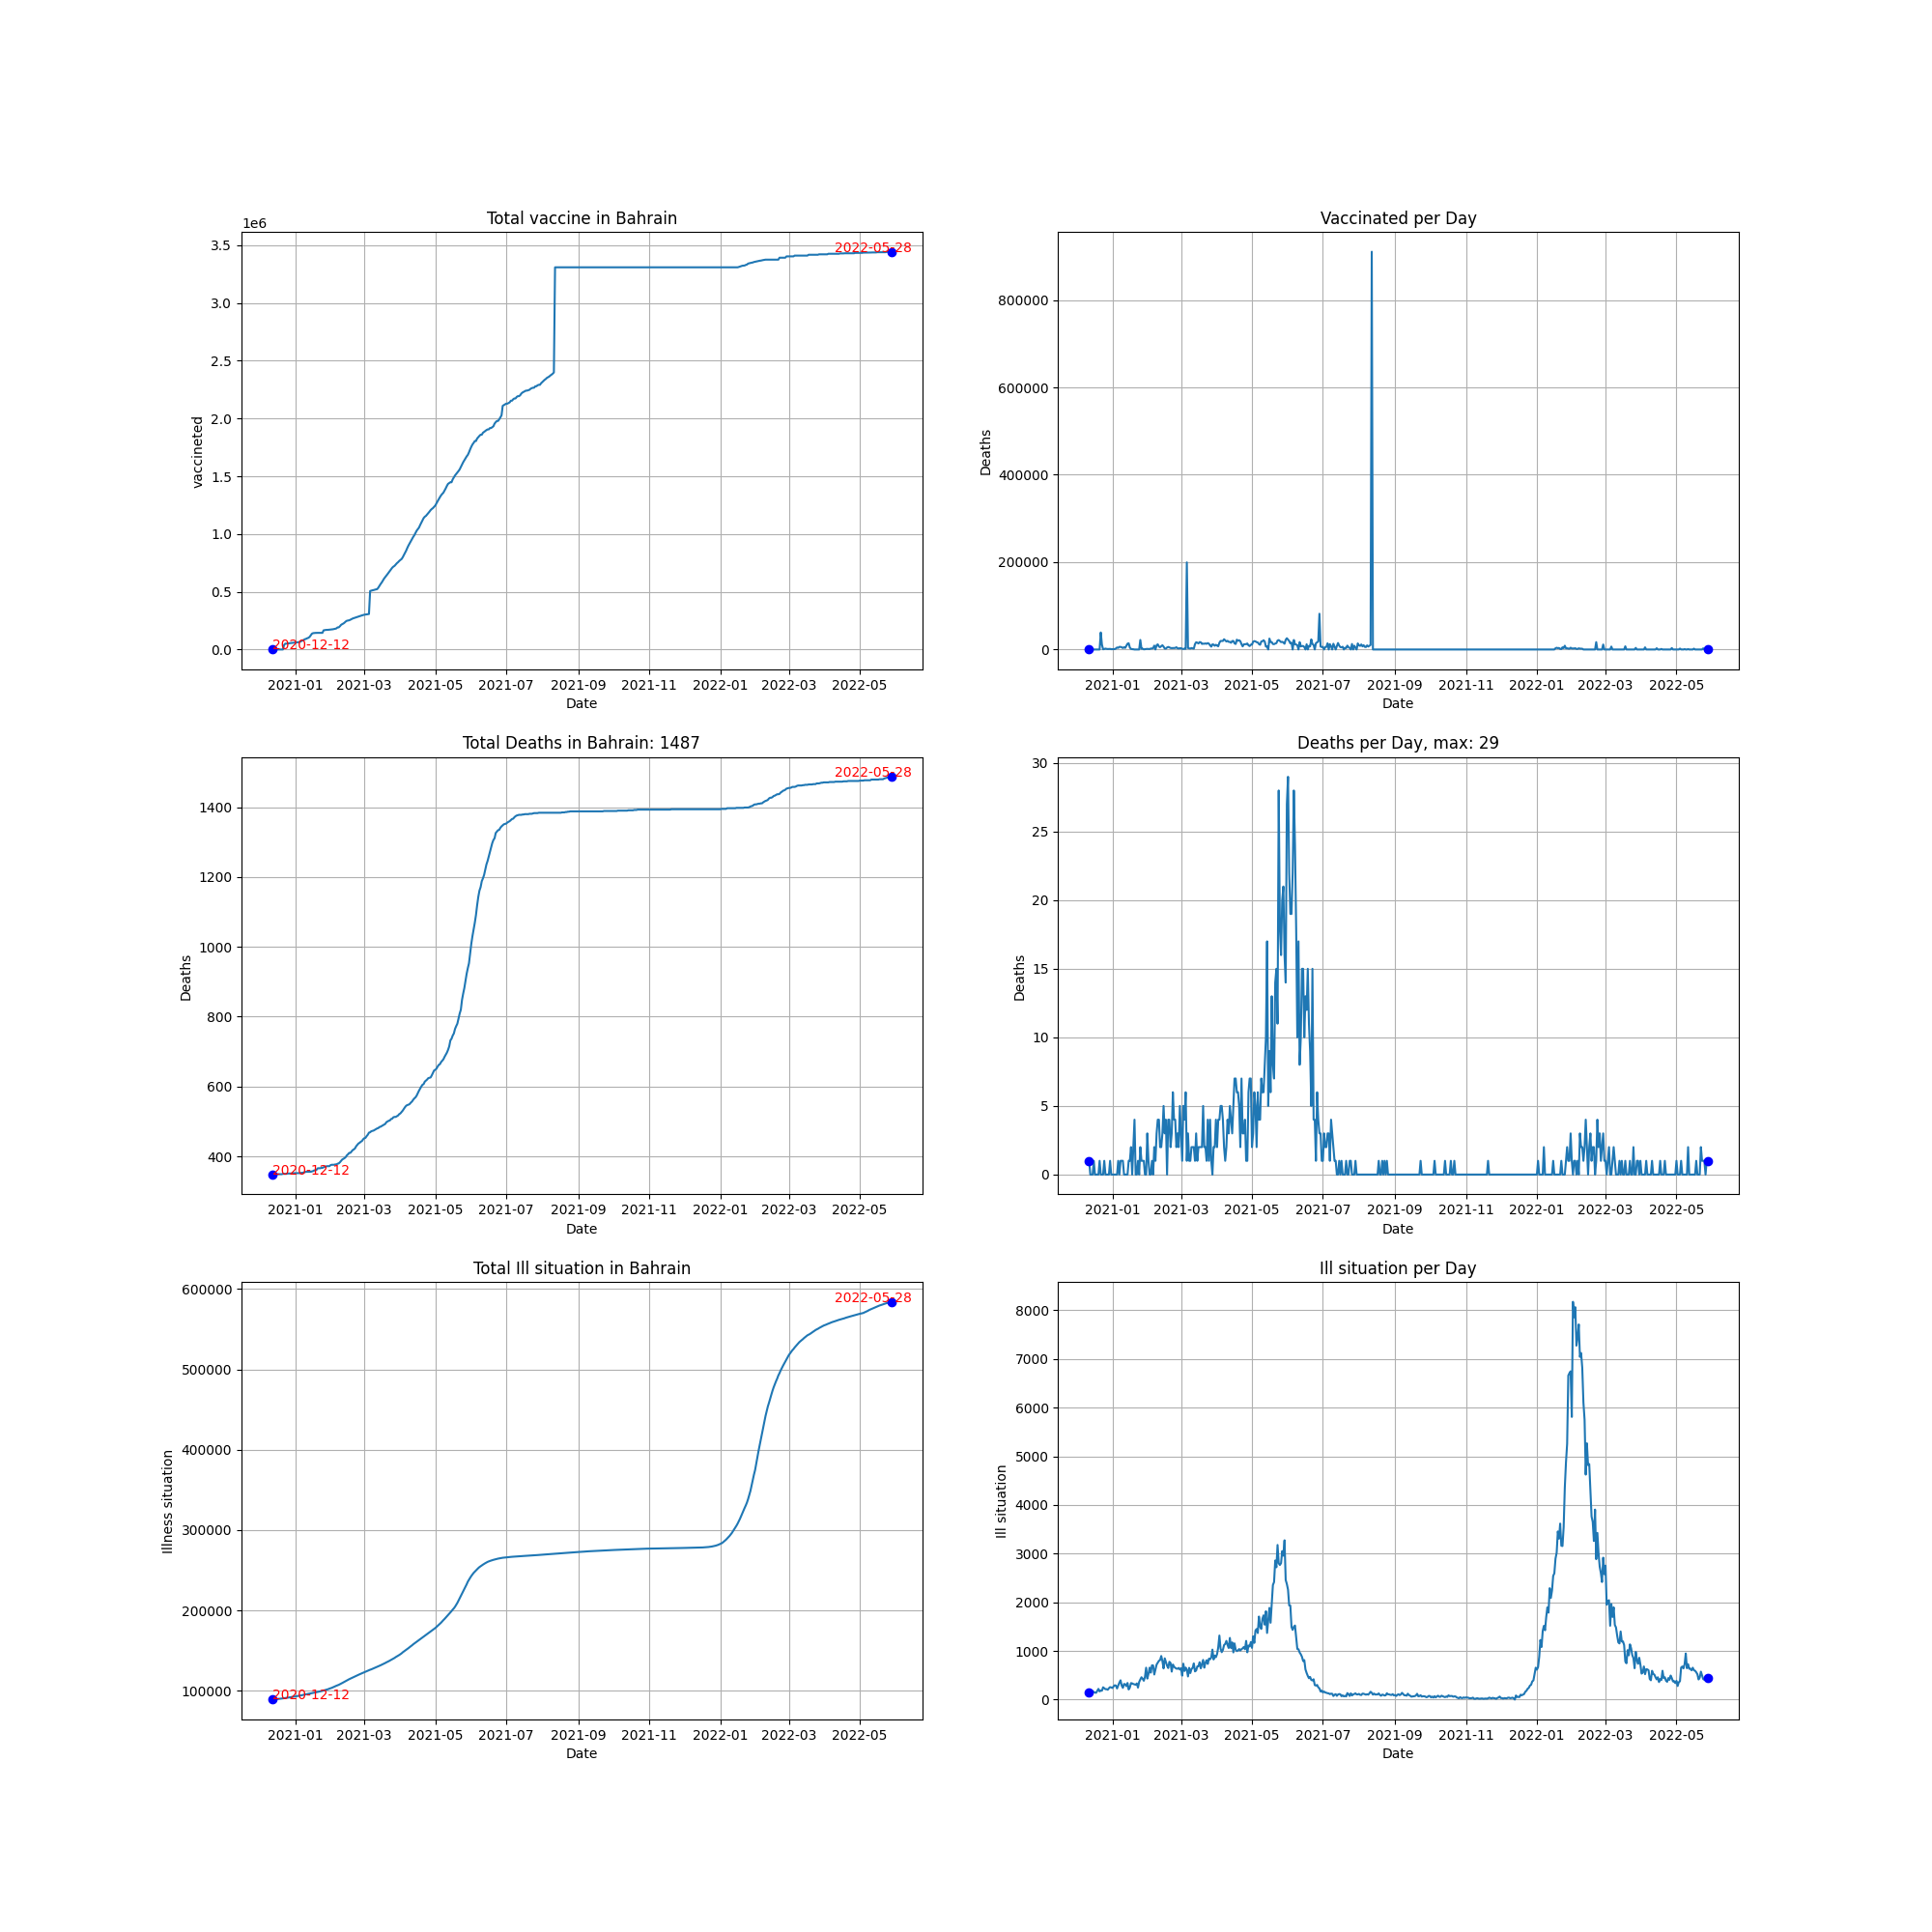 Total vaccine in Bahrain
1e6
3.5
3.0
2.5
2.0
1.5
1.0
0.5
0.0
vaccineted
2020-12-12
2022-05-28
2021-01 2021-03 2021-05 2021-07 2021-09 2021-11 2022-01 2022-03 2022-05
Date
Vaccinated per Day
800000
600000
400000
200000
0
Deaths
2021-01 2021-03 2021-05 2021-07 2021-09 2021-11 2022-01 2022-03 2022-05
Date
Total Deaths in Bahrain: 1487
1400
1200
1000
800
600
400
Deaths
2020-12-12
2022-05-28
2021-01 2021-03 2021-05 2021-07 2021-09 2021-11 2022-01 2022-03 2022-05
Date
Deaths per Day, max: 29
30
25
20
15
10
5
0
Deaths
2021-01 2021-03 2021-05 2021-07 2021-09 2021-11 2022-01 2022-03 2022-05
Date
Total Ill situation in Bahrain
600000
500000
400000
300000
200000
100000
Illness situation
2020-12-12
2022-05-28
2021-01 2021-03 2021-05 2021-07 2021-09 2021-11 2022-01 2022-03 2022-05
Date
Ill situation per Day
8000
7000
6000
5000
4000
3000
2000
1000
0
Ill situation
2021-01 2021-03 2021-05 2021-07 2021-09 2021-11 2022-01 2022-03 2022-05
Date